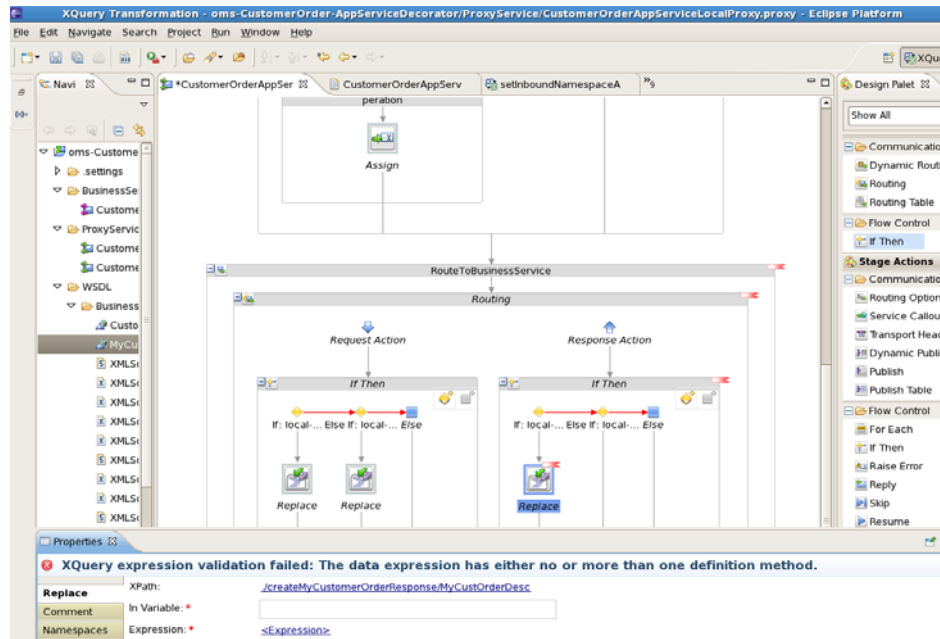 XQuery Transformation - oms-CustomerOrder-AppServiceDecorator/ProxyService/CustomerOrderAppServiceLocalProxy.proxy - Eclipse Platform
File Edit Navigate Search Project Run Window Help
XQue
Navi
*CustomerOrderAppSer
CustomerOrderAppServ
setInboundNamespaceA
9
Design Palet
Show All
oms-Custome
.settings
BusinessSe
Custome
ProxyServic
Custome
Custome
WSDL
Business
Custo
MyCu
XMLS
XMLS
XMLS
XMLS
XMLS
XMLS
XMLS
XMLS
XMLS
peration
Assign
RouteToBusinessService
Routing
Request Action
Response Action
If Then
If Then
If: local-... Else If: local-... Else
If: local-... Else If: local-... Else
Replace
Replace
Replace
Communicatio
Dynamic Routi
Routing
Routing Table
Flow Control
If Then
Stage Actions
Communicatio
Routing Option
Service Callou
Transport Head
Dynamic Publi
Publish
Publish Table
Flow Control
For Each
If Then
Raise Error
Reply
Skip
Resume
Properties
XQuery expression validation failed: The data expression has either no or more than one definition method.
Replace
Comment
Namespaces
XPath: ./createMyCustomerOrderResponse/MyCustOrderDesc
In Variable: *
Expression: * <Expression>